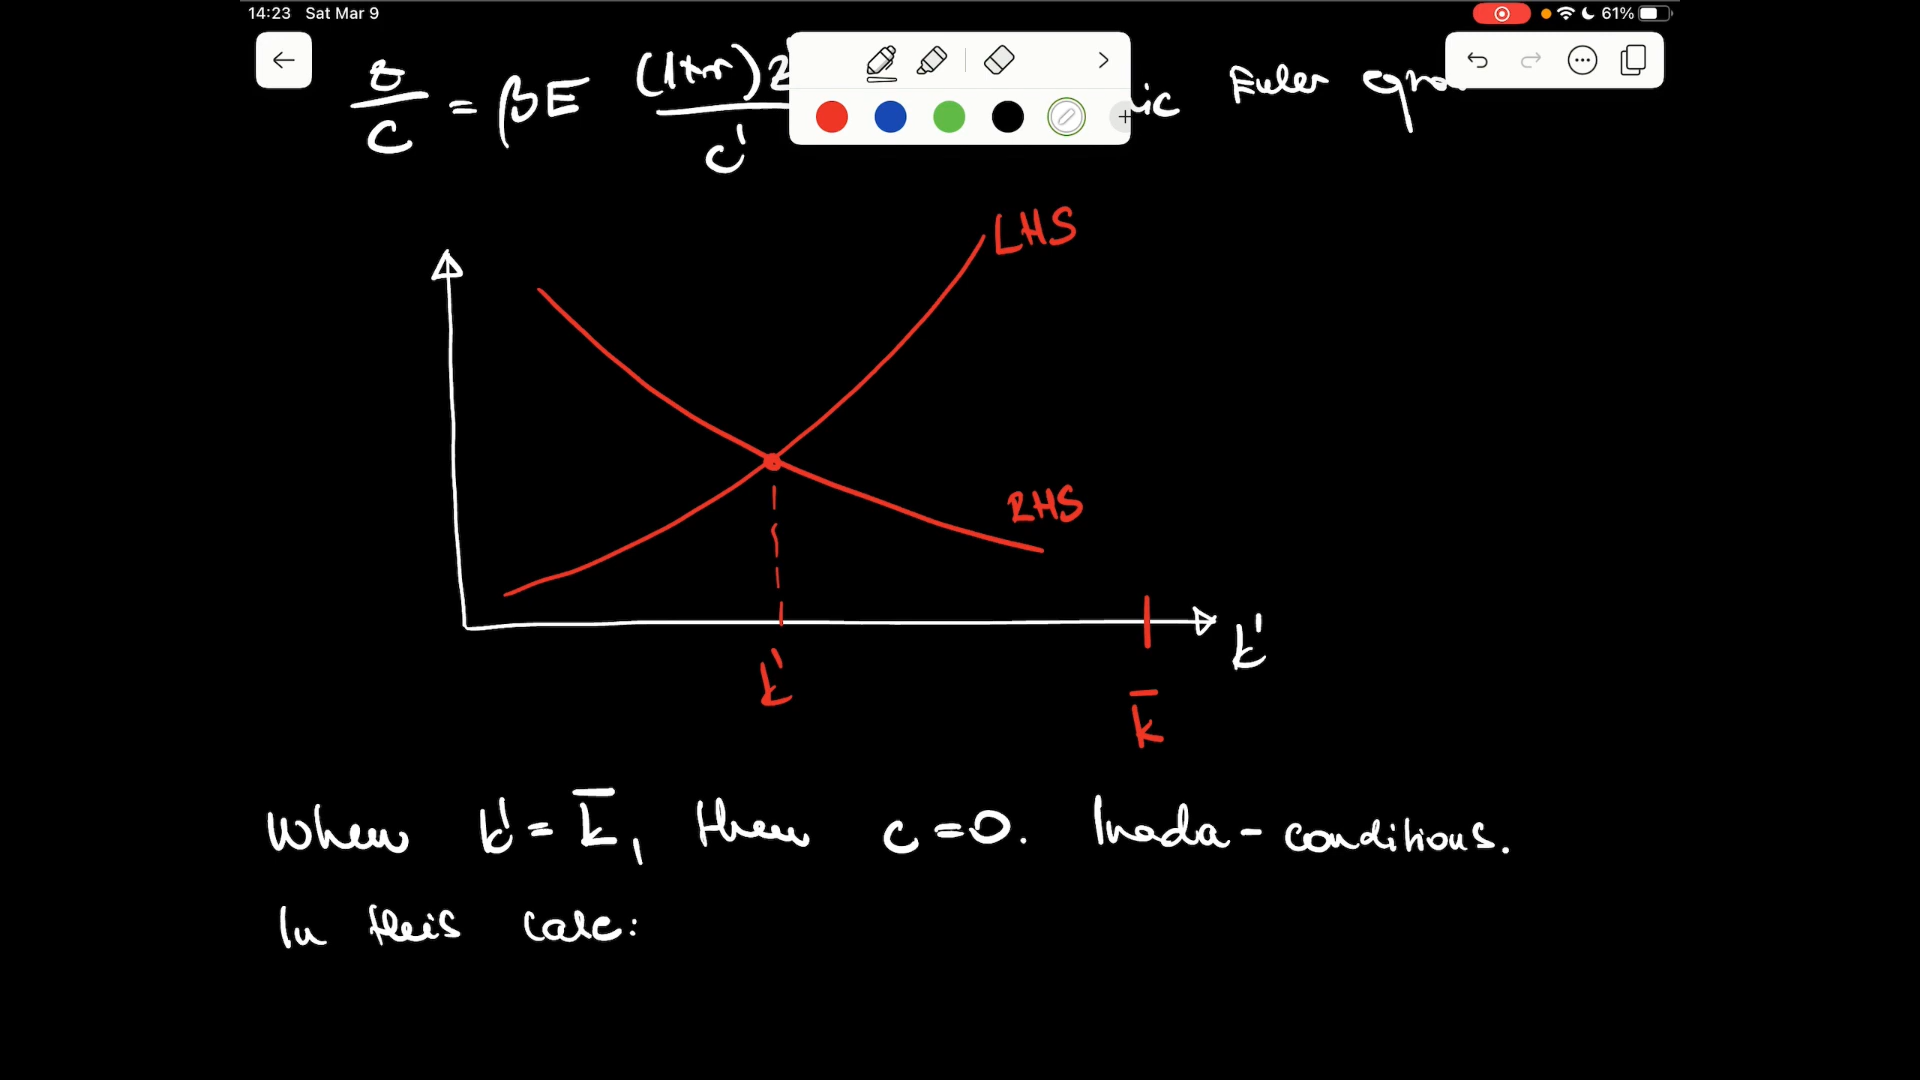 14:23 Sat Mar 9 61%
z/c = βE (1+r)z /c' Euler
LHS
RHS
k'
k'
k̄
When k' = k̄, then c = 0. Inada - conditions.
In this case: